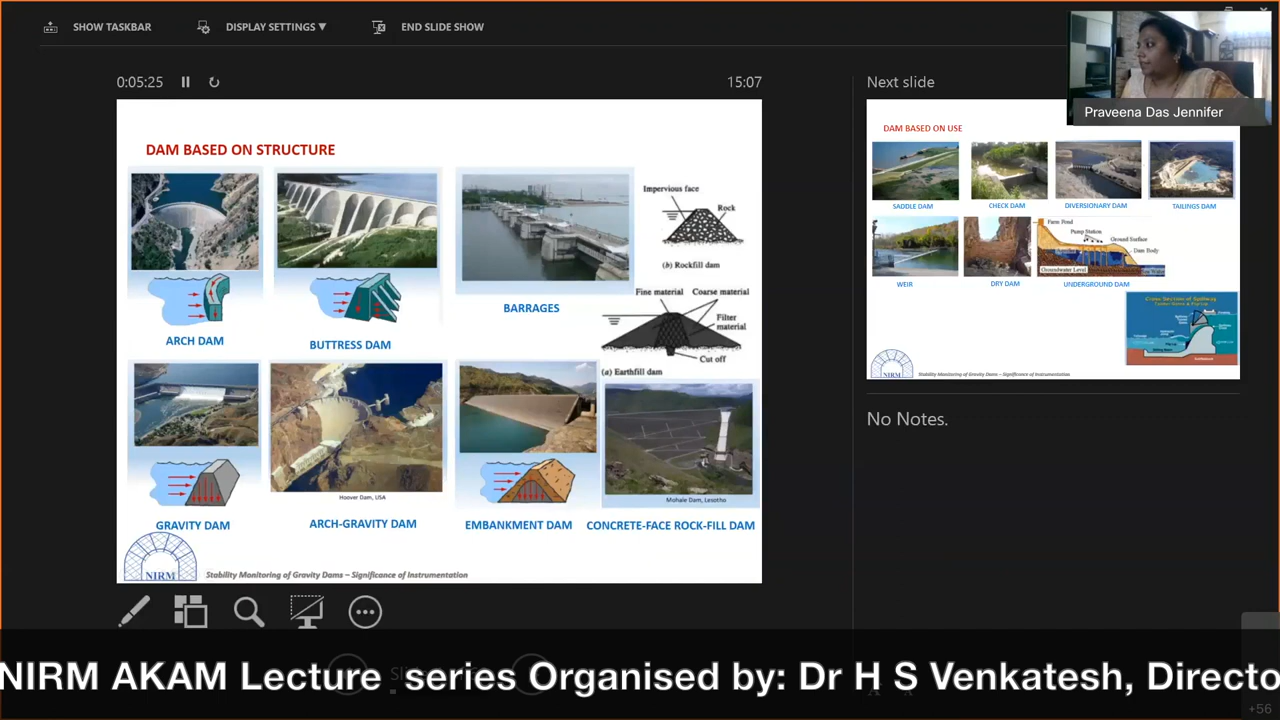 SHOW TASKBAR
DISPLAY SETTINGS ▼
END SLIDE SHOW
0:05:25
15:07
Next slide
Praveena Das Jennifer
DAM BASED ON STRUCTURE
Impervious face
Rock
(b) Rockfill dam
Fine material
Coarse material
Filter
material
Cut off
(a) Earthfill dam
ARCH DAM
BUTTRESS DAM
BARRAGES
Hoover Dam, USA
Mohale Dam, Lesotho
GRAVITY DAM
ARCH-GRAVITY DAM
EMBANKMENT DAM
CONCRETE-FACE ROCK-FILL DAM
NIRM
Stability Monitoring of Gravity Dams – Significance of Instrumentation
DAM BASED ON USE
SADDLE DAM
CHECK DAM
DIVERSIONARY DAM
TAILINGS DAM
Farm Pond
Pump Station
Ground Surface
Dam Body
Groundwater Level
WEIR
DRY DAM
UNDERGROUND DAM
Cross Section of Spillway
NIRM
Stability Monitoring of Gravity Dams – Significance of Instrumentation
No Notes.
NIRM AKAM Lecture series Organised by: Dr H S Venkatesh, Directo
+56